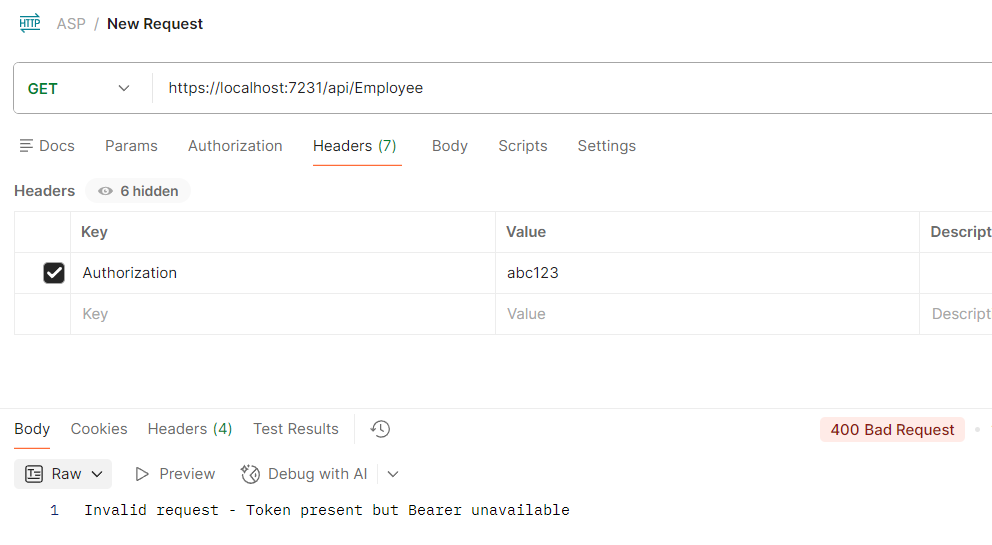 HTTP ASP / New Request
GET https://localhost:7231/api/Employee
Docs Params Authorization Headers (7) Body Scripts Settings
Headers 6 hidden
Key Value Descript
Authorization abc123
Key Value Descript
Body Cookies Headers (4) Test Results 400 Bad Request
Raw Preview Debug with AI
1 Invalid request - Token present but Bearer unavailable